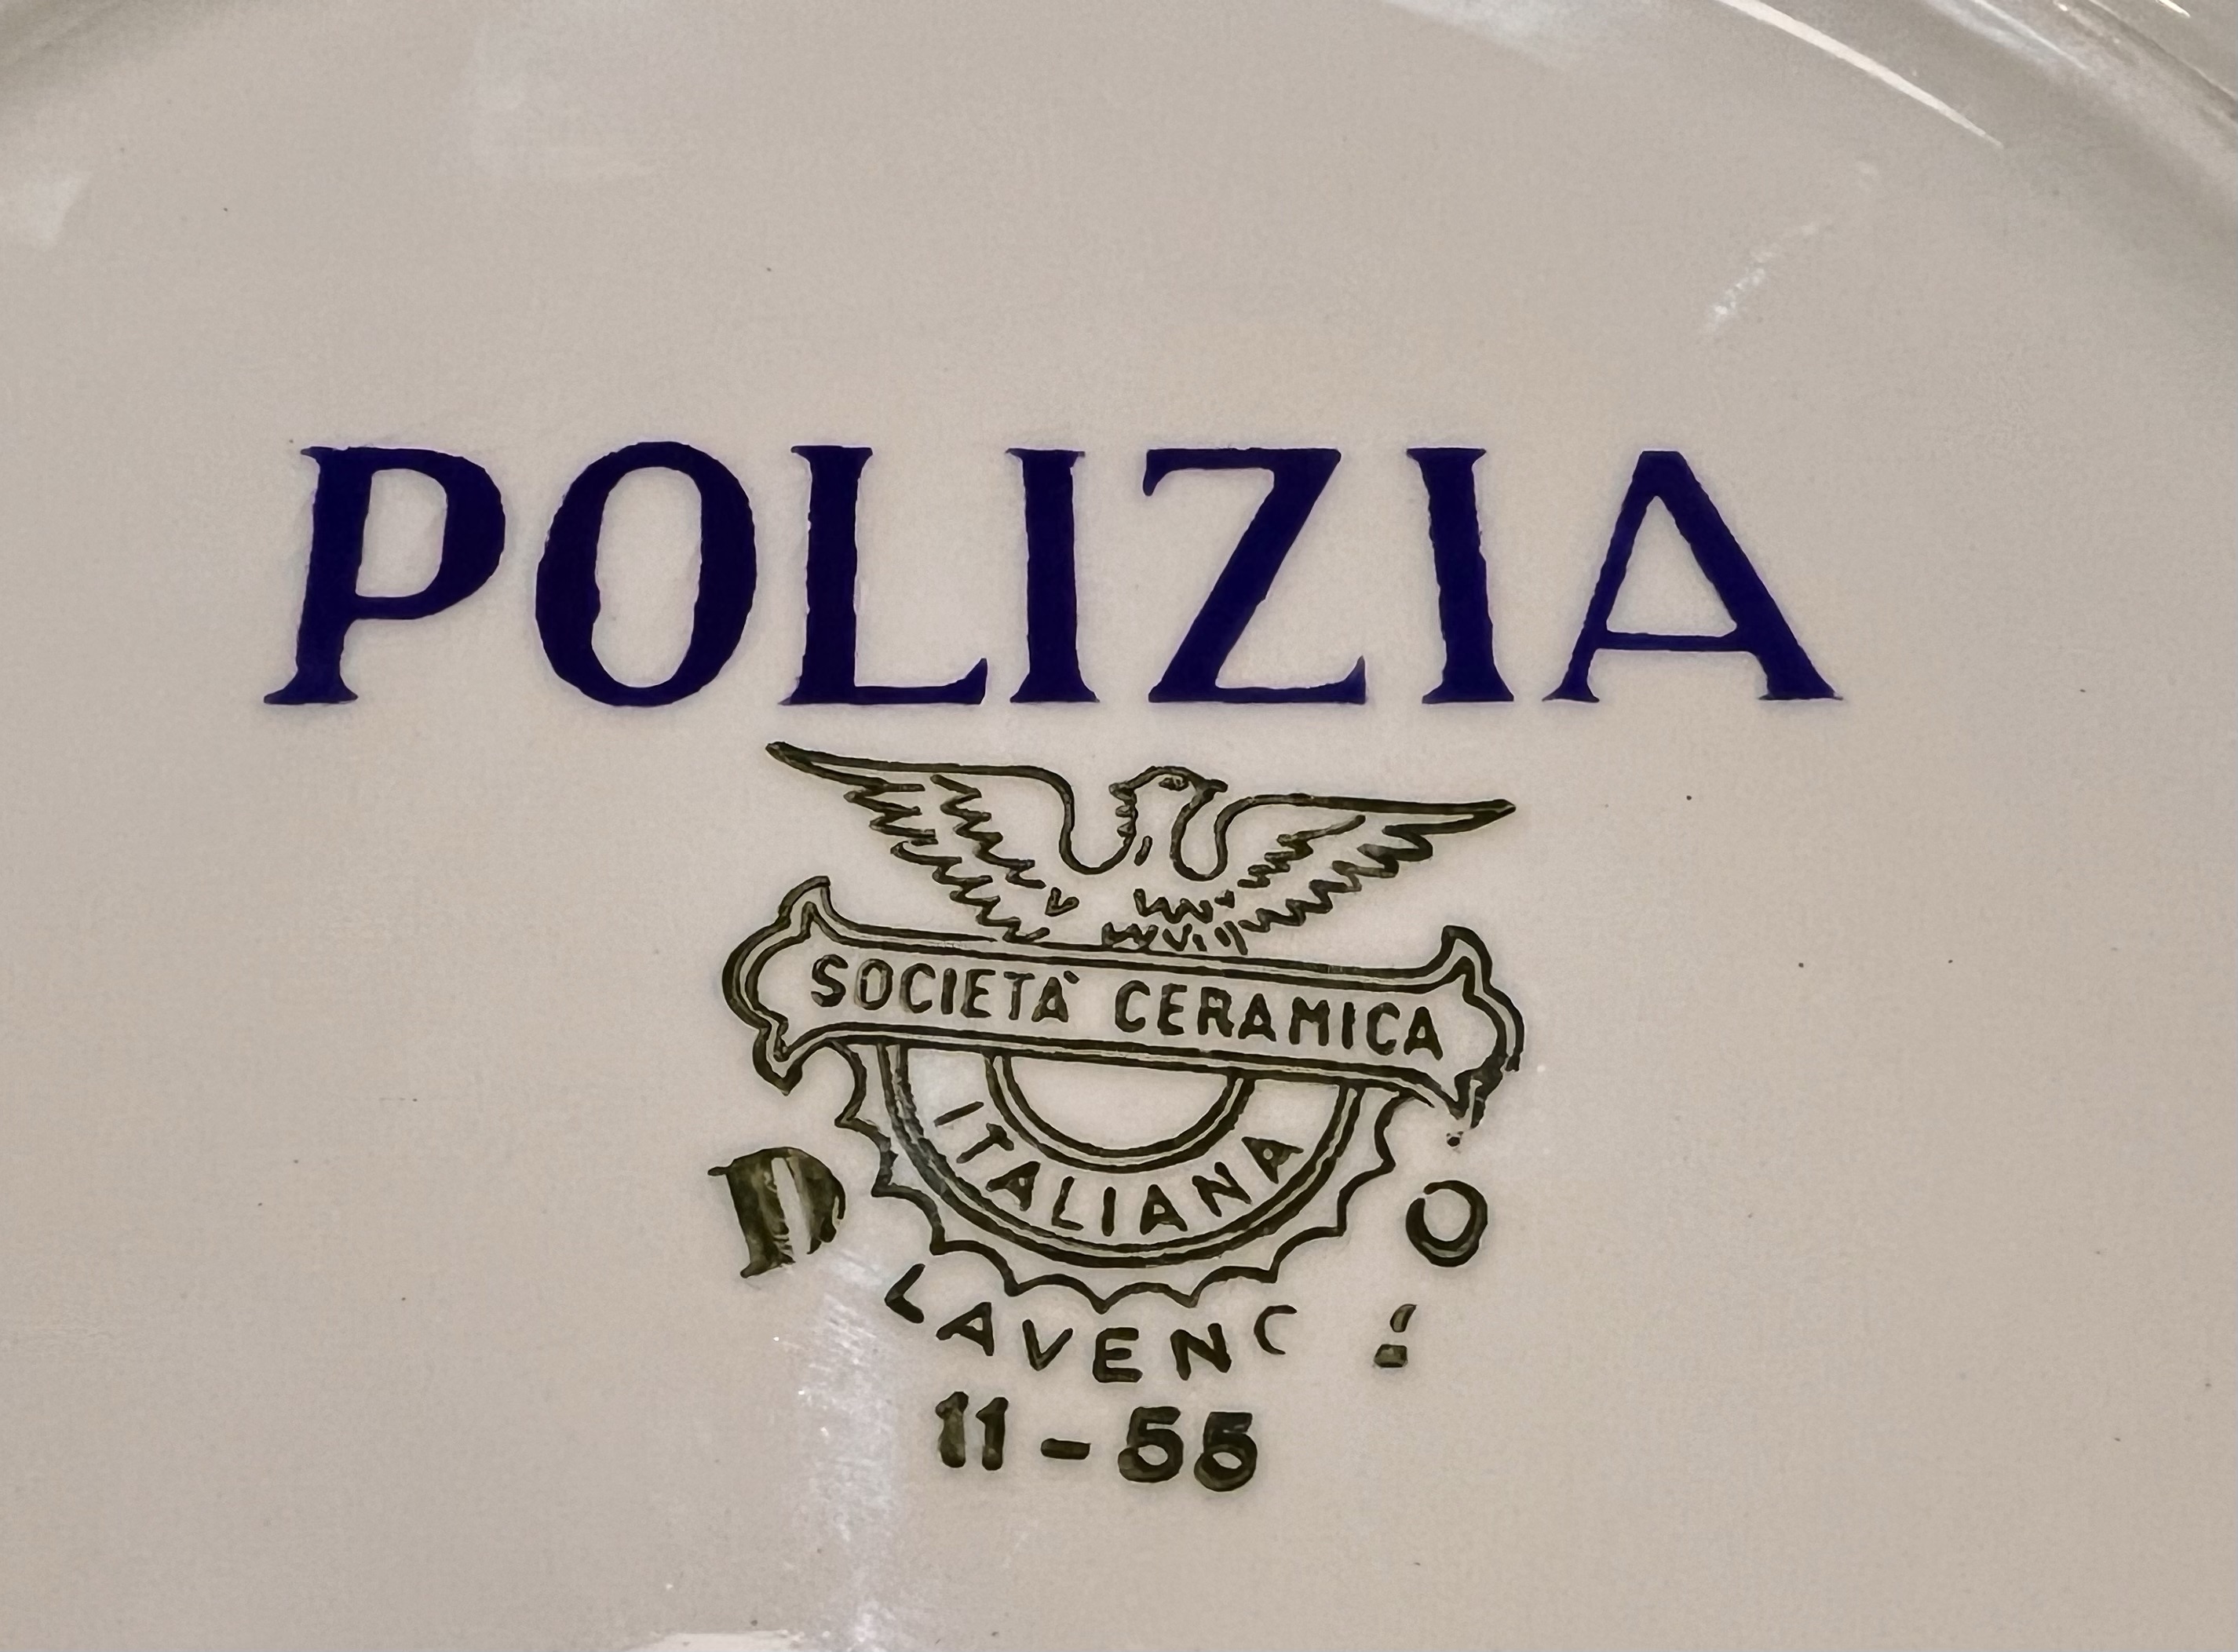 POLIZIA
SOCIETÀ CERAMICA
ITALIANA
D
O
11-55